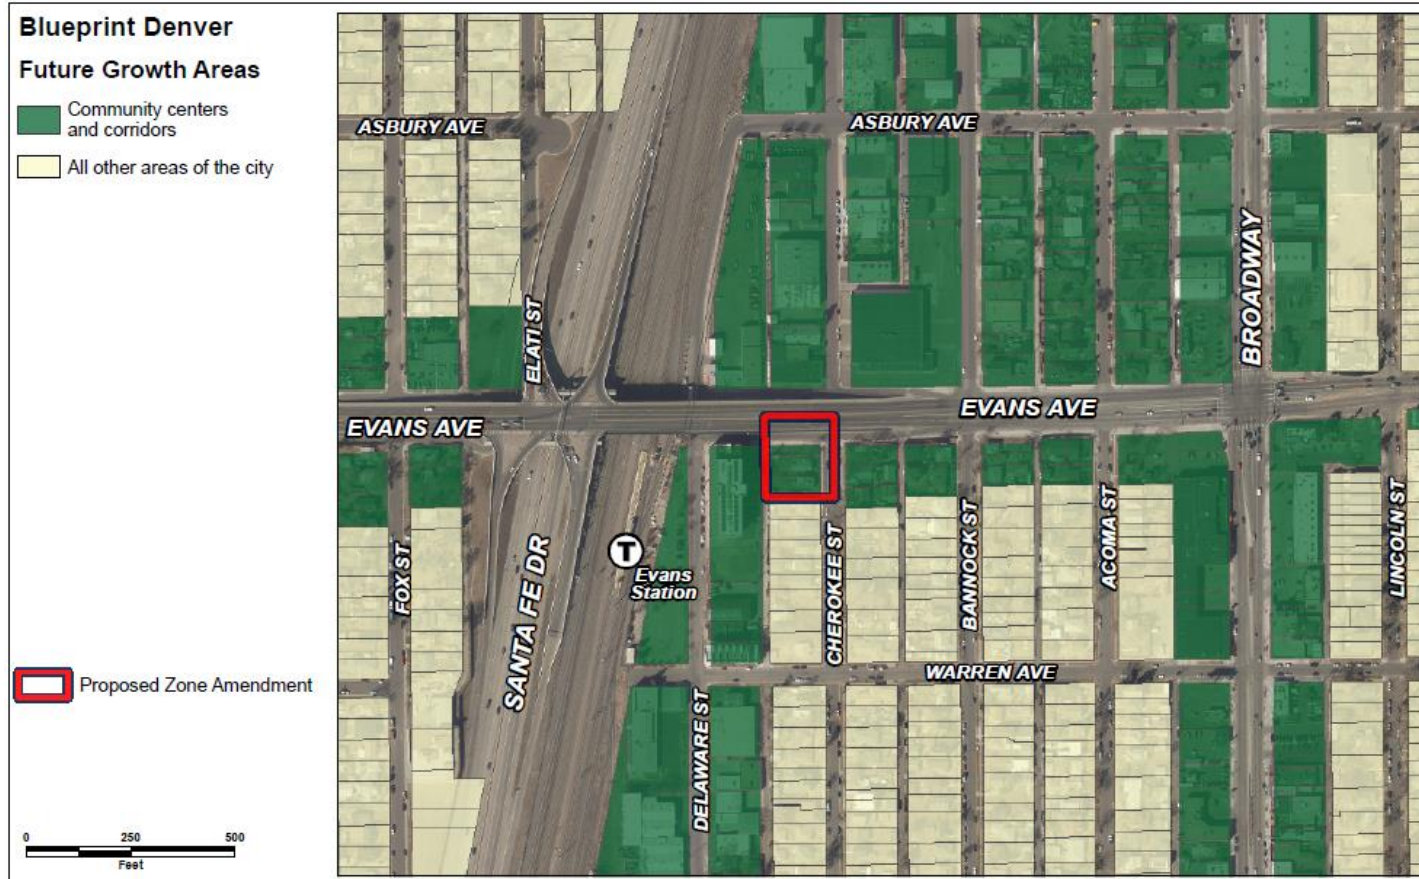 Blueprint Denver
Future Growth Areas
Community centers
and corridors
All other areas of the city
Proposed Zone Amendment
0 250 500
Feet
ASBURY AVE
ASBURY AVE
ELATI ST
BROADWAY
EVANS AVE
EVANS AVE
FOX ST
SANTA FE DR
T
Evans
Station
CHEROKEE ST
BANNOCK ST
ACOMA ST
LINCOLN ST
WARREN AVE
DELAWARE ST